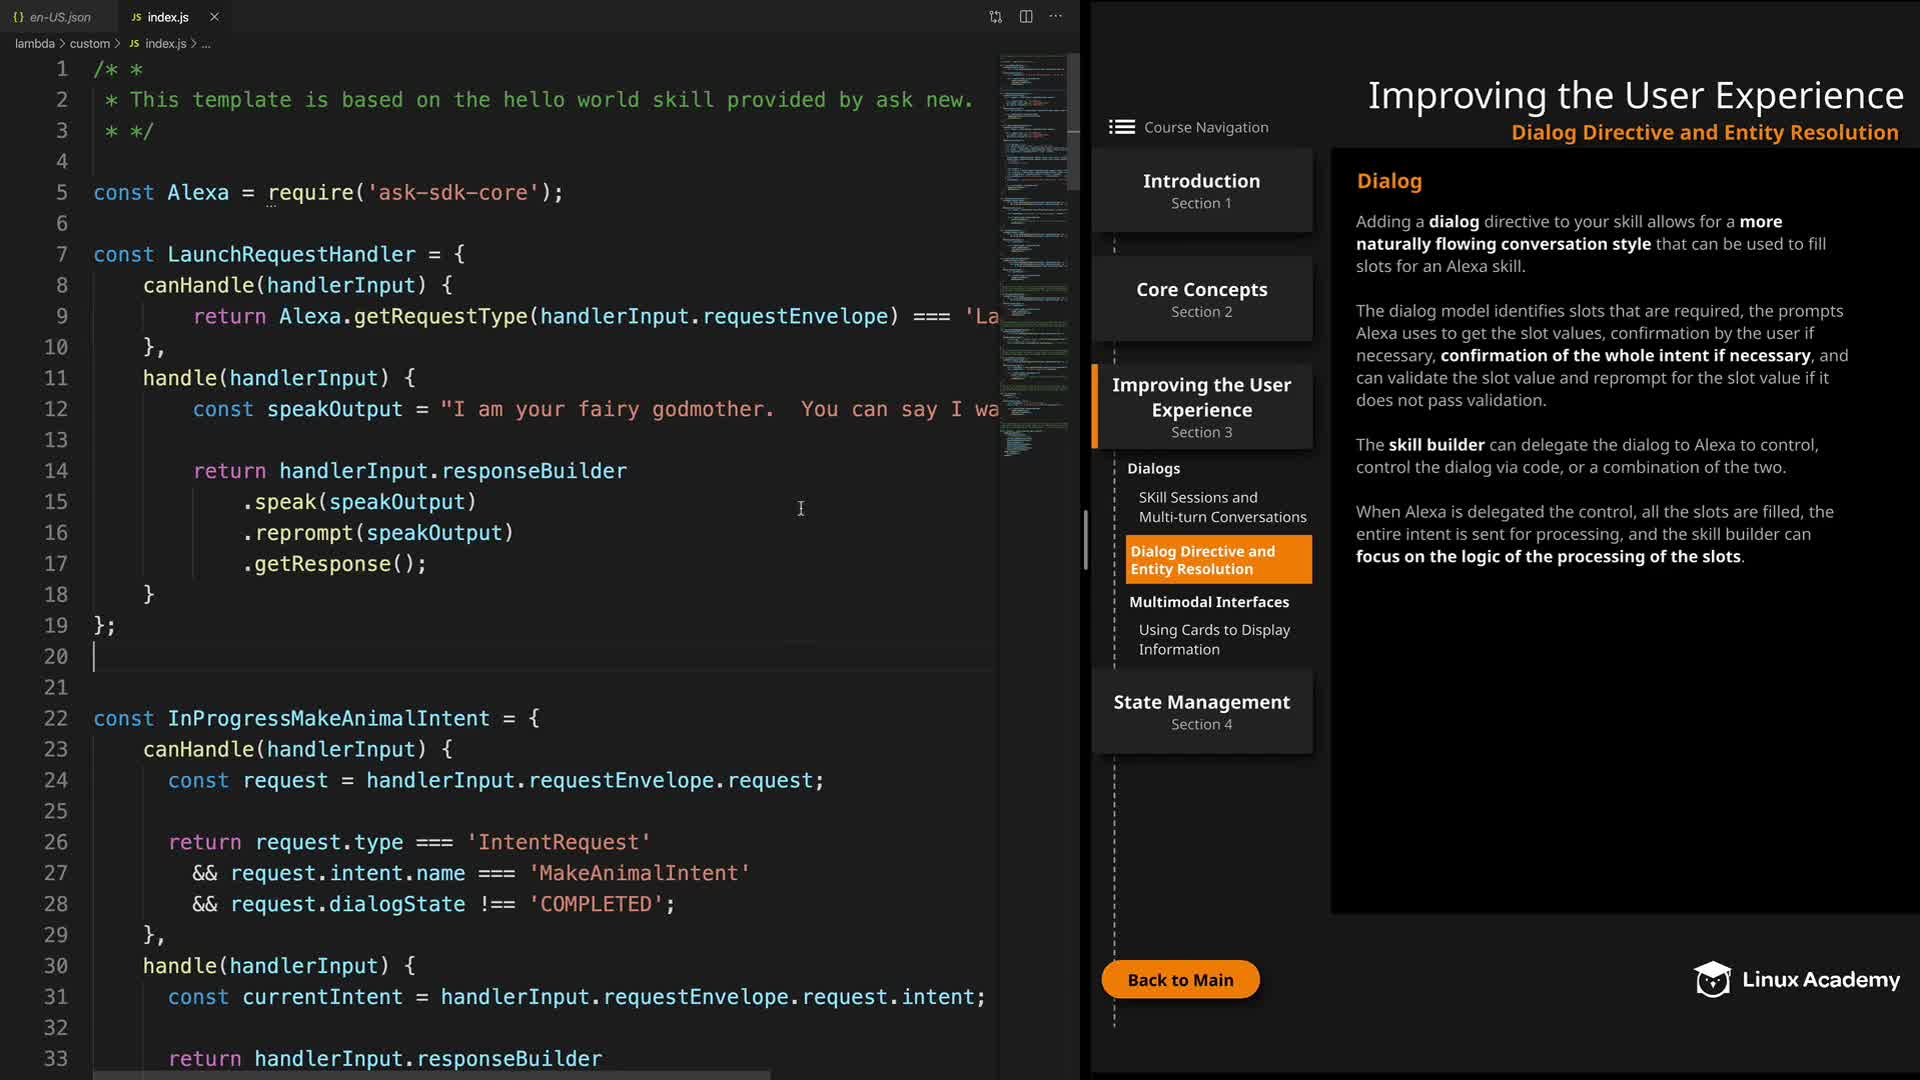 {} en-US.json
JS index.js
lambda > custom > JS index.js > ...
1 /* *
2  * This template is based on the hello world skill provided by ask new.
3  * */
4
5 const Alexa = require('ask-sdk-core');
6
7 const LaunchRequestHandler = {
8     canHandle(handlerInput) {
9         return Alexa.getRequestType(handlerInput.requestEnvelope) === 'La
10     },
11     handle(handlerInput) {
12         const speakOutput = "I am your fairy godmother.  You can say I wa
13
14         return handlerInput.responseBuilder
15             .speak(speakOutput)
16             .reprompt(speakOutput)
17             .getResponse();
18     }
19 };
20
21
22 const InProgressMakeAnimalIntent = {
23     canHandle(handlerInput) {
24       const request = handlerInput.requestEnvelope.request;
25
26       return request.type === 'IntentRequest'
27         && request.intent.name === 'MakeAnimalIntent'
28         && request.dialogState !== 'COMPLETED';
29     },
30     handle(handlerInput) {
31       const currentIntent = handlerInput.requestEnvelope.request.intent;
32
33       return handlerInput.responseBuilder
Improving the User Experience
Dialog Directive and Entity Resolution
Course Navigation
Introduction
Section 1
Core Concepts
Section 2
Improving the User
Experience
Section 3
Dialogs
SKill Sessions and
Multi-turn Conversations
Dialog Directive and
Entity Resolution
Multimodal Interfaces
Using Cards to Display
Information
State Management
Section 4
Back to Main
Dialog
Adding a dialog directive to your skill allows for a more
naturally flowing conversation style that can be used to fill
slots for an Alexa skill.
The dialog model identifies slots that are required, the prompts
Alexa uses to get the slot values, confirmation by the user if
necessary, confirmation of the whole intent if necessary, and
can validate the slot value and reprompt for the slot value if it
does not pass validation.
The skill builder can delegate the dialog to Alexa to control,
control the dialog via code, or a combination of the two.
When Alexa is delegated the control, all the slots are filled, the
entire intent is sent for processing, and the skill builder can
focus on the logic of the processing of the slots.
Linux Academy